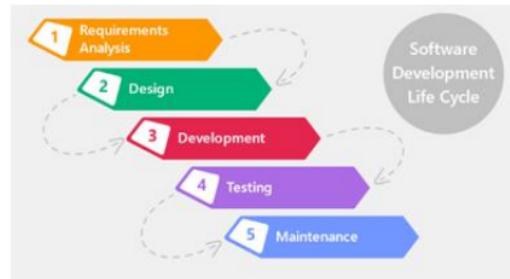 1
Requirements
Analysis
2
Design
3
Development
4
Testing
5
Maintenance
Software
Development
Life Cycle